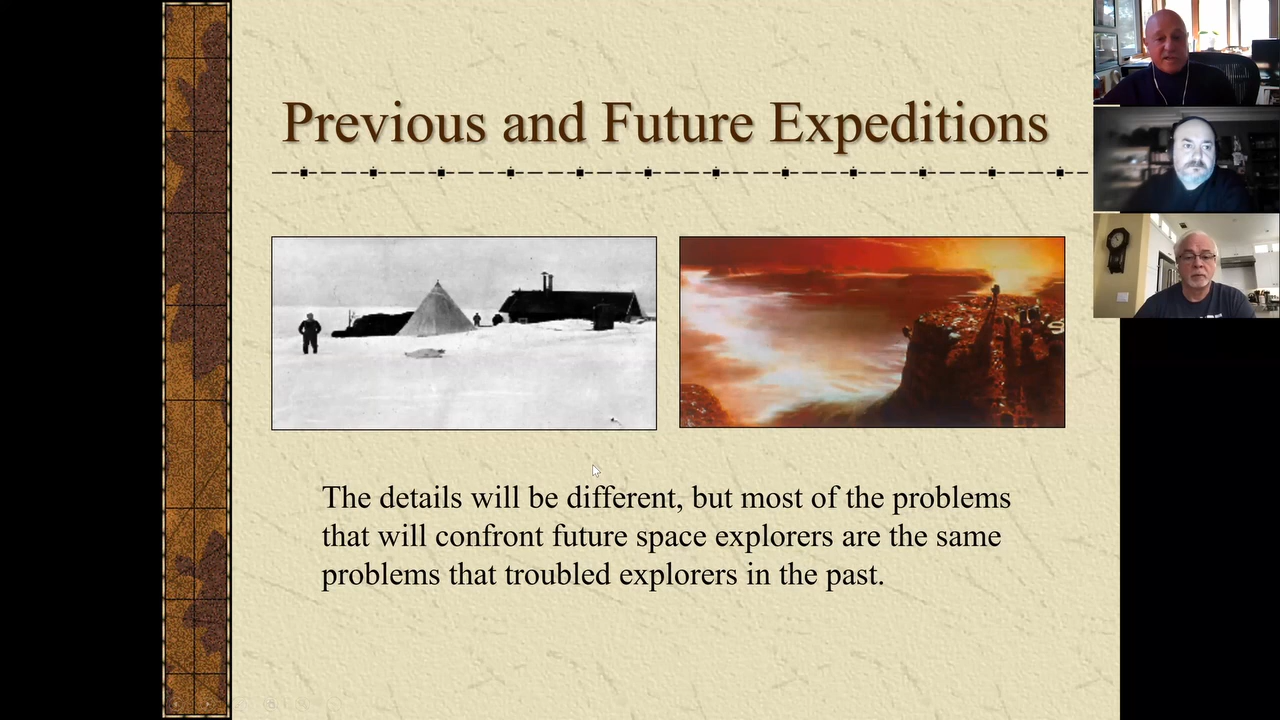 Previous and Future Expeditions
The details will be different, but most of the problems
that will confront future space explorers are the same
problems that troubled explorers in the past.